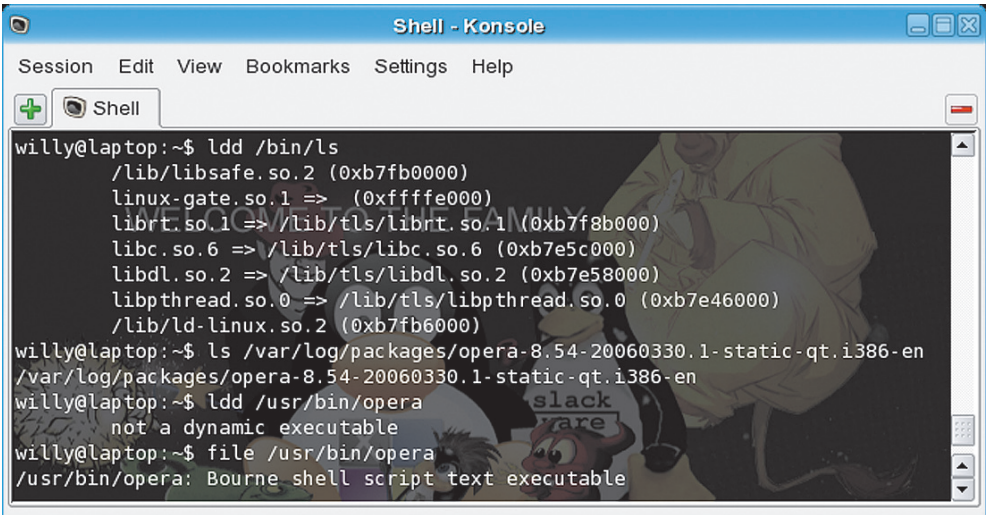 Shell - Konsole
Session Edit View Bookmarks Settings Help
Shell
willy@laptop:~$ ldd /bin/ls
/lib/libsafe.so.2 (0xb7fb0000)
linux-gate.so.1 =>  (0xffffe000)
librt.so.1 => /lib/tls/librt.so.1 (0xb7f8b000)
WELCOME TO THE FAMILY
libc.so.6 => /lib/tls/libc.so.6 (0xb7e5c000)
libdl.so.2 => /lib/tls/libdl.so.2 (0xb7e58000)
libpthread.so.0 => /lib/tls/libpthread.so.0 (0xb7e46000)
/lib/ld-linux.so.2 (0xb7fb6000)
willy@laptop:~$ ls /var/log/packages/opera-8.54-20060330.1-static-qt.i386-en
/var/log/packages/opera-8.54-20060330.1-static-qt.i386-en
willy@laptop:~$ ldd /usr/bin/opera
slack
not a dynamic executable
ware
willy@laptop:~$ file /usr/bin/opera
/usr/bin/opera: Bourne shell script text executable